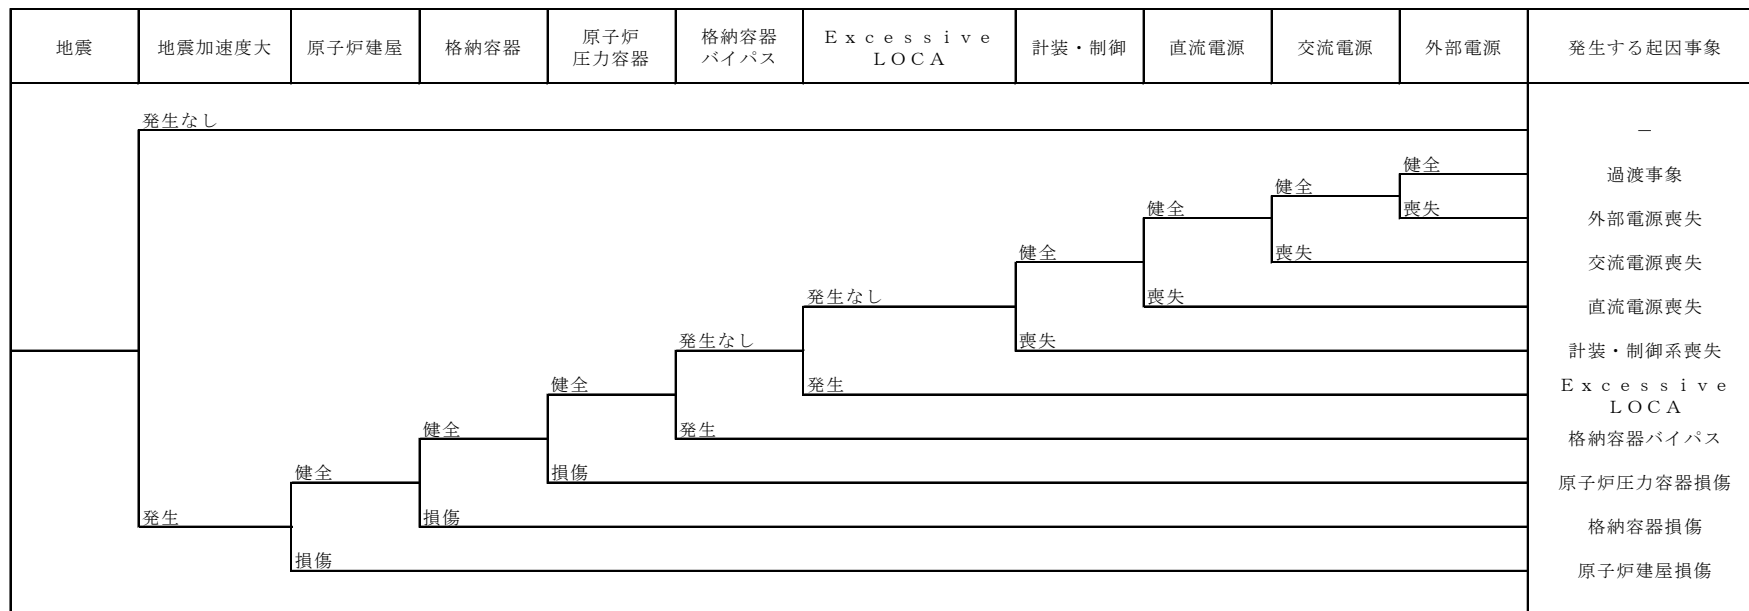 地震
地震加速度大
原子炉建屋
格納容器
原子炉
圧力容器
格納容器
バイパス
Ｅｘｃｅｓｓｉｖｅ
ＬＯＣＡ
計装・制御
直流電源
交流電源
外部電源
発生する起因事象
発生なし
－
健全
過渡事象
健全
健全
喪失
外部電源喪失
健全
喪失
交流電源喪失
発生なし
喪失
直流電源喪失
発生なし
喪失
計装・制御系喪失
健全
発生
Ｅｘｃｅｓｓｉｖｅ
ＬＯＣＡ
健全
発生
格納容器バイパス
健全
損傷
原子炉圧力容器損傷
発生
損傷
格納容器損傷
損傷
原子炉建屋損傷